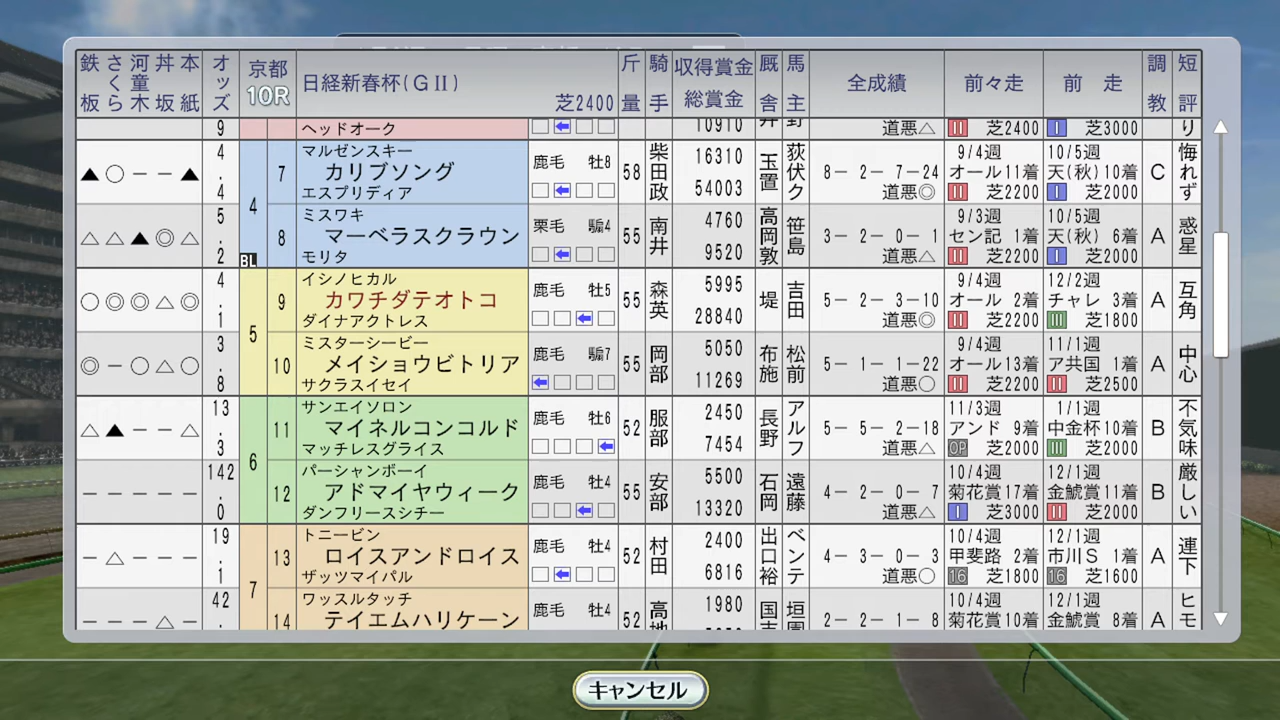 鉄板 さくら 河童木 丼坂 本紙 オッズ 京都 10R 日経新春杯(GⅡ) 芝2400 斤量 騎手 収得賞金 総賞金 厩舎 馬主 全成績 前々走 前走 調教 短評
9 ヘッドオーク 10910 道悪△ Ⅱ 芝2400 Ⅰ 芝3000 り
▲ ○ － － ▲ 4.4 4 7 マルゼンスキー
カリブソング
エスプリディア
鹿毛 牡8 58 柴田政 16310 54003 玉置 荻伏ク 8－ 2－ 7－24 道悪◎
9/4週 オール11着 Ⅱ 芝2200
10/5週 天(秋)10着 Ⅰ 芝2000 C 悔れず
△ △ ▲ ◎ △ 5.2 BL 8 ミスワキ
マーベラスクラウン
モリタ
栗毛 騸4 55 南井 4760 9520 高岡敦 笹島 3－ 2－ 0－ 1 道悪△
9/3週 セン記 1着 Ⅱ 芝2200
10/5週 天(秋) 6着 Ⅰ 芝2000 A 惑星
○ ◎ ◎ △ ◎ 4.1 5 9 イシノヒカル
カワチダテオトコ
ダイナアクトレス
鹿毛 牡5 55 森英 5995 28840 堤 吉田 5－ 2－ 3－10 道悪◎
9/4週 オール 2着 Ⅱ 芝2200
12/2週 チャレ 3着 Ⅲ 芝1800 A 互角
◎ － ○ △ ○ 3.8 10 ミスターシービー
メイショウビトリア
サクラスイセイ
鹿毛 騸7 55 岡部 5050 11269 布施 松前 5－ 1－ 1－22 道悪○
9/4週 オール13着 Ⅱ 芝2200
11/1週 ア共国 1着 Ⅱ 芝2500 A 中心
△ ▲ － － △ 13.3 6 11 サンエイソロン
マイネルコンコルド
マッチレスグライス
鹿毛 牡6 52 服部 2450 7454 長野 アルフ 5－ 5－ 2－18 道悪△
11/3週 アンド 9着 OP 芝2000
1/1週 中金杯10着 Ⅲ 芝2000 B 不気味
－ － － － － 142.0 12 パーシャンボーイ
アドマイヤウィーク
ダンフリースシチー
鹿毛 牡4 55 安部 5500 13320 石岡 遠藤 4－ 2－ 0－ 7 道悪△
10/4週 菊花賞17着 Ⅰ 芝3000
12/1週 金鯱賞11着 Ⅱ 芝2000 B 厳しい
－ △ － － － 19.1 7 13 トニービン
ロイスアンドロイス
ザッツマイパル
鹿毛 牡4 52 村田 2400 6816 出口裕 ベンテ 4－ 3－ 0－ 3 道悪○
10/4週 甲斐路 2着 16 芝1800
12/1週 市川S 1着 16 芝1600 A 連下
－ － － △ － 42. 14 ワッスルタッチ
テイエムハリケーン
鹿毛 牡4 52 1980 2－ 2－ 1－ 8
10/4週 菊花賞10着
12/1週 金鯱賞 8着 A ヒモ
キャンセル